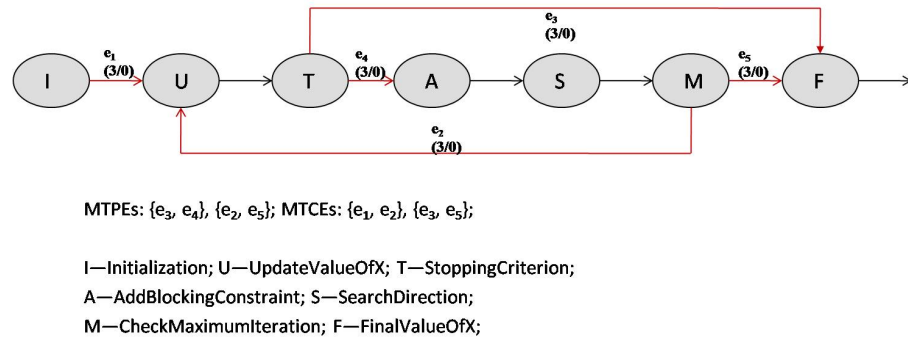 e₃
(3/0)
e₁
(3/0)
e₄
(3/0)
e₅
(3/0)
I U T A S M F
e₂
(3/0)
MTPEs: {e₃, e₄}, {e₂, e₅}; MTCEs: {e₁, e₂}, {e₃, e₅};
I—Initialization; U—UpdateValueOfX; T—StoppingCriterion;
A—AddBlockingConstraint; S—SearchDirection;
M—CheckMaximumIteration; F—FinalValueOfX;